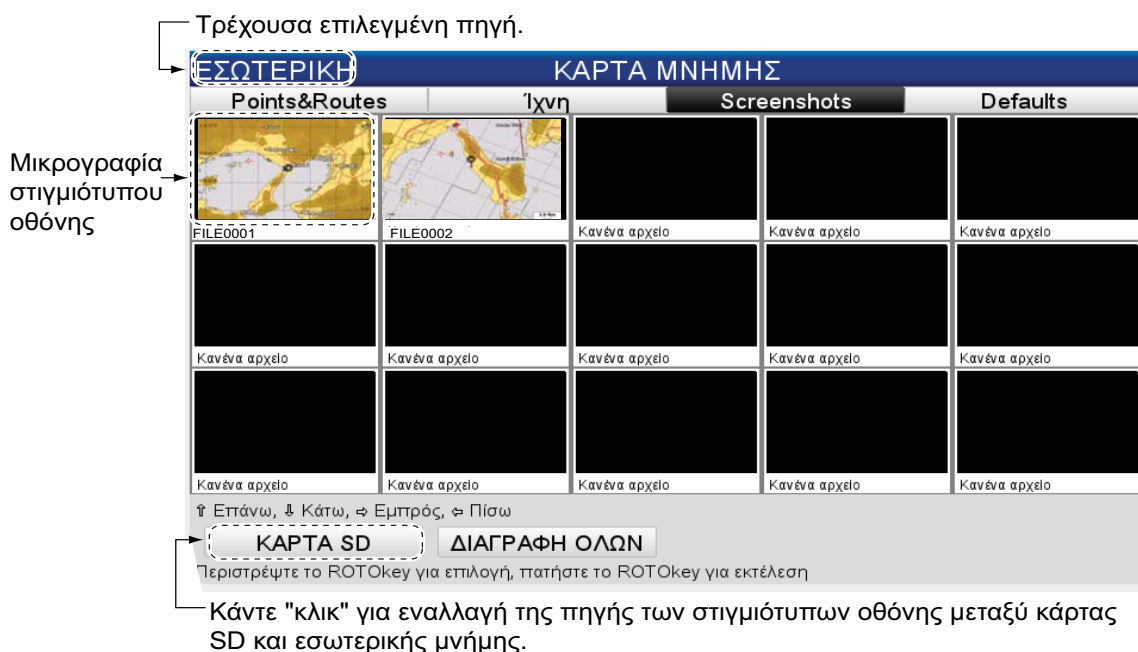 Τρέχουσα επιλεγμένη πηγή.
ΕΣΩΤΕΡΙΚΗ ΚΑΡΤΑ ΜΝΗΜΗΣ
Points&Routes Ίχνη Screenshots Defaults
Μικρογραφία
στιγμιότυπου
οθόνης
FILE0001 FILE0002 Κανένα αρχείο Κανένα αρχείο Κανένα αρχείο
Κανένα αρχείο Κανένα αρχείο Κανένα αρχείο Κανένα αρχείο Κανένα αρχείο
Κανένα αρχείο Κανένα αρχείο Κανένα αρχείο Κανένα αρχείο Κανένα αρχείο
⇧ Επάνω, ⇩ Κάτω, ⇨ Εμπρός, ⇦ Πίσω
ΚΑΡΤΑ SD ΔΙΑΓΡΑΦΗ ΟΛΩΝ
Περιστρέψτε το ROTOkey για επιλογή, πατήστε το ROTOkey για εκτέλεση
Κάντε "κλικ" για εναλλαγή της πηγής των στιγμιότυπων οθόνης μεταξύ κάρτας
SD και εσωτερικής μνήμης.